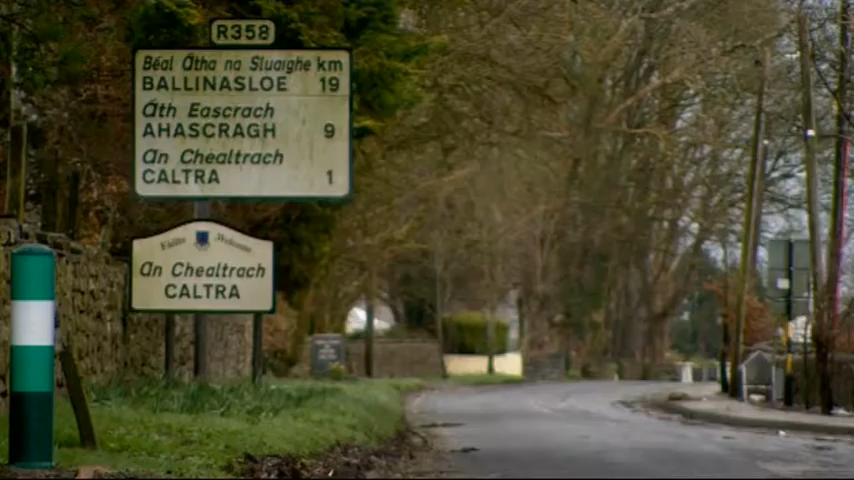 R358
Béal Átha na Sluaighe km
BALLINASLOE 19
Áth Eascrach
AHASCRAGH 9
An Chealtrach
CALTRA 1
Fáilte Welcome
An Chealtrach
CALTRA